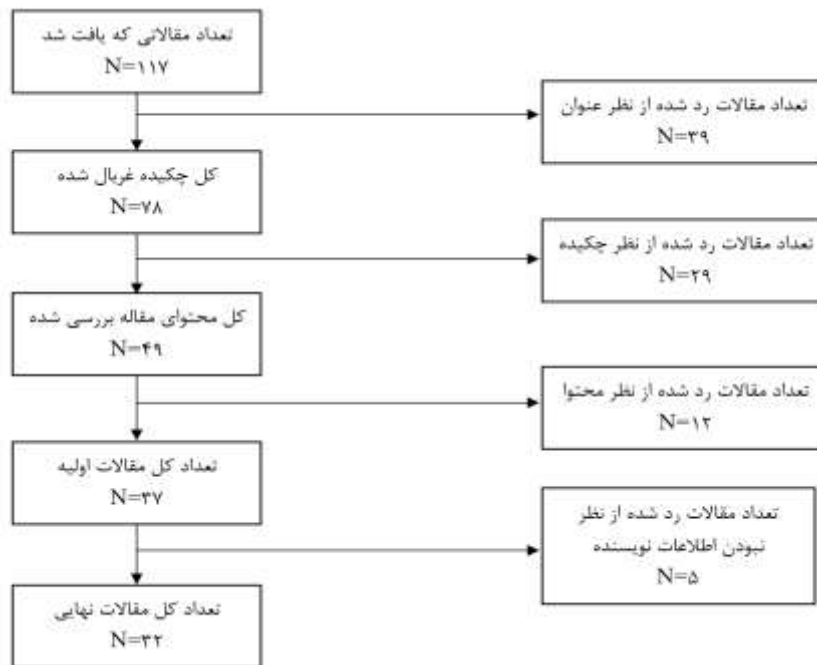 تعداد مقالاتی که یافت شد
N=۱۱۷
تعداد مقالات رد شده از نظر عنوان
N=۳۹
کل چکیده غربال شده
N=۷۸
تعداد مقالات رد شده از نظر چکیده
N=۲۹
کل محتوای مقاله بررسی شده
N=۴۹
تعداد مقالات رد شده از نظر محتوا
N=۱۲
تعداد کل مقالات اولیه
N=۳۷
تعداد مقالات رد شده از نظر
نبودن اطلاعات نویسنده
N=۵
تعداد کل مقالات نهایی
N=۳۲